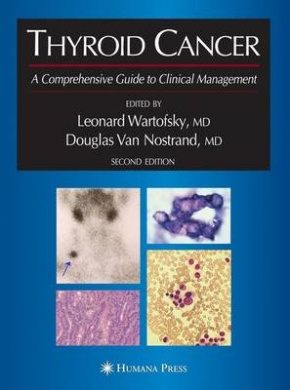 THYROID CANCER
A Comprehensive Guide to Clinical Management
EDITED BY
Leonard Wartofsky, MD
Douglas Van Nostrand, MD
SECOND EDITION
HUMANA PRESS